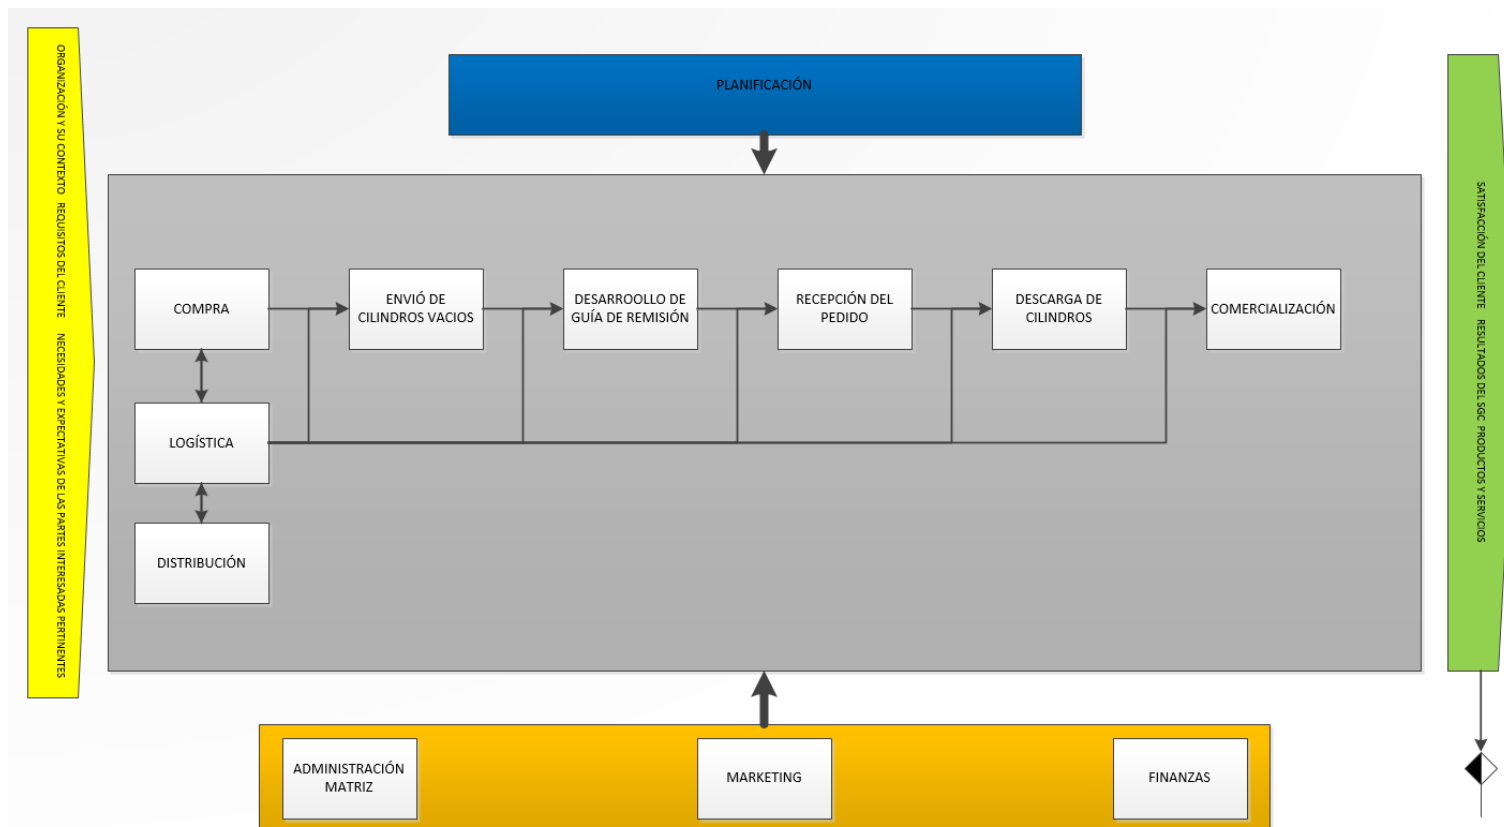 ORGANIZACIÓN Y SU CONTEXTO REQUISITOS DEL CLIENTE NECESIDADES Y EXPECTATIVAS DE LAS PARTES INTERESADAS PERTINENTES
PLANIFICACIÓN
COMPRA
ENVIÓ DE
CILINDROS VACIOS
DESARROOLLO DE
GUÍA DE REMISIÓN
RECEPCIÓN DEL
PEDIDO
DESCARGA DE
CILINDROS
COMERCIALIZACIÓN
LOGÍSTICA
DISTRIBUCIÓN
ADMINISTRACIÓN
MATRIZ
MARKETING
FINANZAS
SATISFACCIÓN DEL CLIENTE RESULTADOS DEL SGC PRODUCTOS Y SERVICIOS